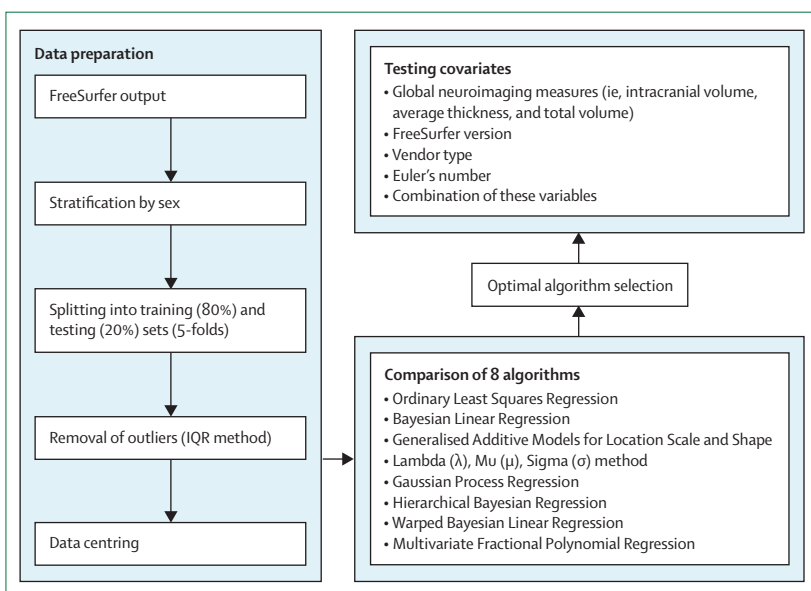 Data preparation
FreeSurfer output
Stratification by sex
Splitting into training (80%) and
testing (20%) sets (5-folds)
Removal of outliers (IQR method)
Data centring
Testing covariates
• Global neuroimaging measures (ie, intracranial volume,
average thickness, and total volume)
• FreeSurfer version
• Vendor type
• Euler's number
• Combination of these variables
Optimal algorithm selection
Comparison of 8 algorithms
• Ordinary Least Squares Regression
• Bayesian Linear Regression
• Generalised Additive Models for Location Scale and Shape
• Lambda (λ), Mu (μ), Sigma (σ) method
• Gaussian Process Regression
• Hierarchical Bayesian Regression
• Warped Bayesian Linear Regression
• Multivariate Fractional Polynomial Regression